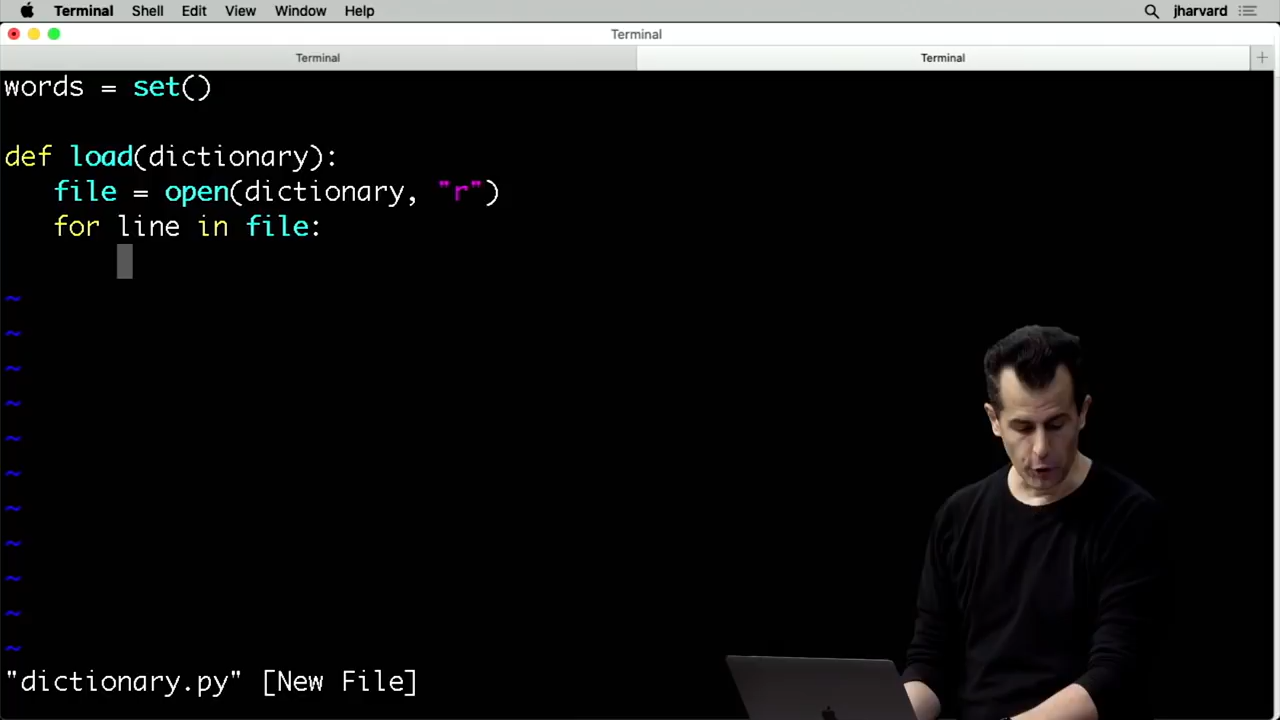 Terminal Shell Edit View Window Help jharvard
Terminal
Terminal Terminal +
words = set()
def load(dictionary):
file = open(dictionary, "r")
for line in file:
~
~
~
~
~
~
~
~
~
~
~
"dictionary.py" [New File]